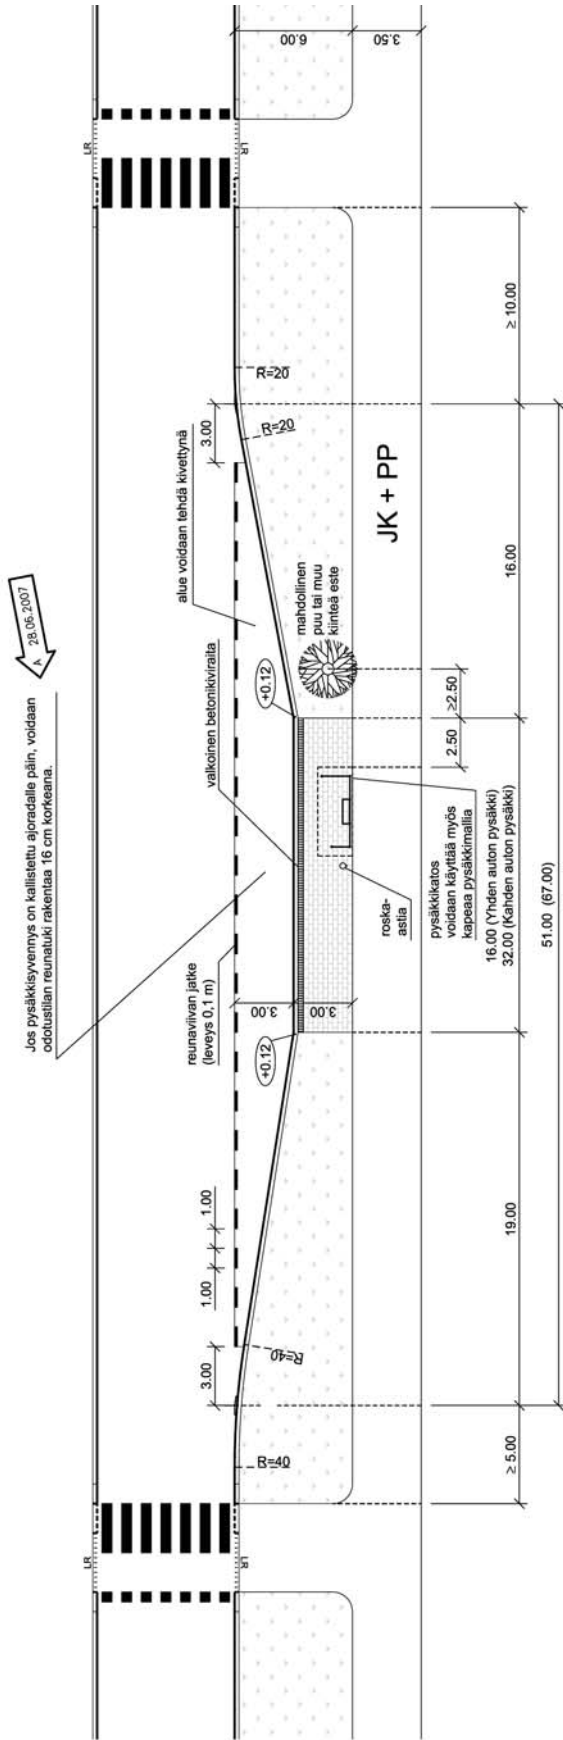 A 28.06.2007
Jos pysäkkisyvennys on kallistettu ajoradalle päin, voidaan
odotustilan reunatuki rakentaa 16 cm korkeana.
LR
LR
LR
LR
6.00
3.50
R=20
R=20
3.00
alue voidaan tehdä kivettynä
valkoinen betonikiviraita
reunaviivan jatke
(leveys 0,1 m)
+0.12
+0.12
mahdollinen
puu tai muu
kiinteä este
JK + PP
3.00
3.00
1.00
1.00
3.00
R=40
R=40
roska-
astia
pysäkkikatos
voidaan käyttää myös
kapeaa pysäkkimallia
≥2.50
2.50
≥ 5.00
19.00
16.00 (Yhden auton pysäkki)
32.00 (Kahden auton pysäkki)
16.00
≥ 10.00
51.00 (67.00)